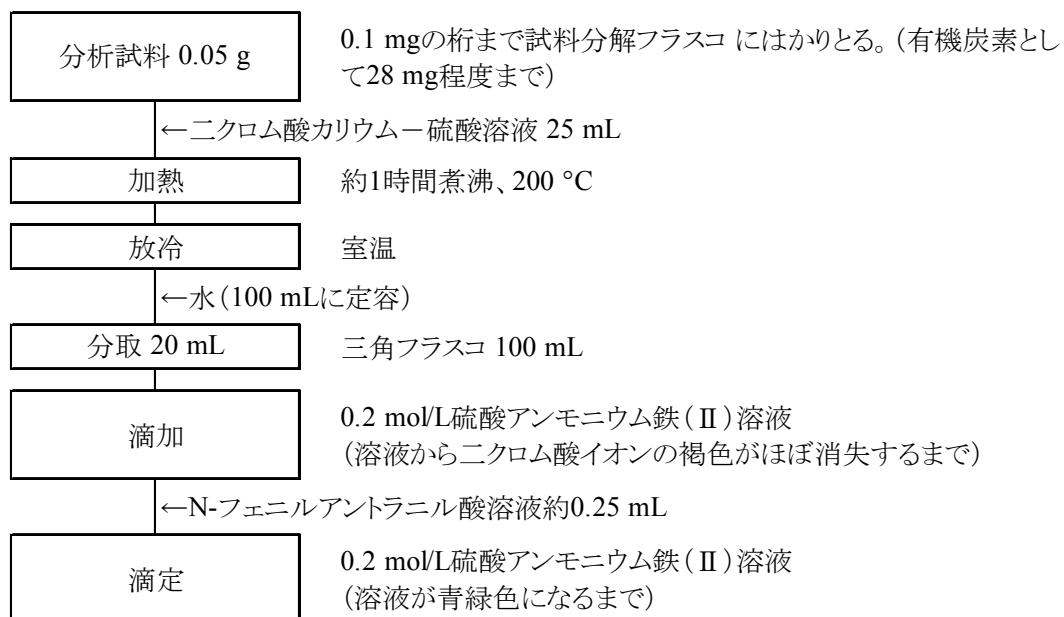 分析試料 0.05 g
0.1 mgの桁まで試料分解フラスコ にはかりとる。（有機炭素とし
て28 mg程度まで）
←二クロム酸カリウム－硫酸溶液 25 mL
加熱
約1時間煮沸、200 °C
放冷
室温
←水（100 mLに定容）
分取 20 mL
三角フラスコ 100 mL
滴加
0.2 mol/L硫酸アンモニウム鉄（Ⅱ）溶液
（溶液から二クロム酸イオンの褐色がほぼ消失するまで）
←N-フェニルアントラニル酸溶液約0.25 mL
滴定
0.2 mol/L硫酸アンモニウム鉄（Ⅱ）溶液
（溶液が青緑色になるまで）